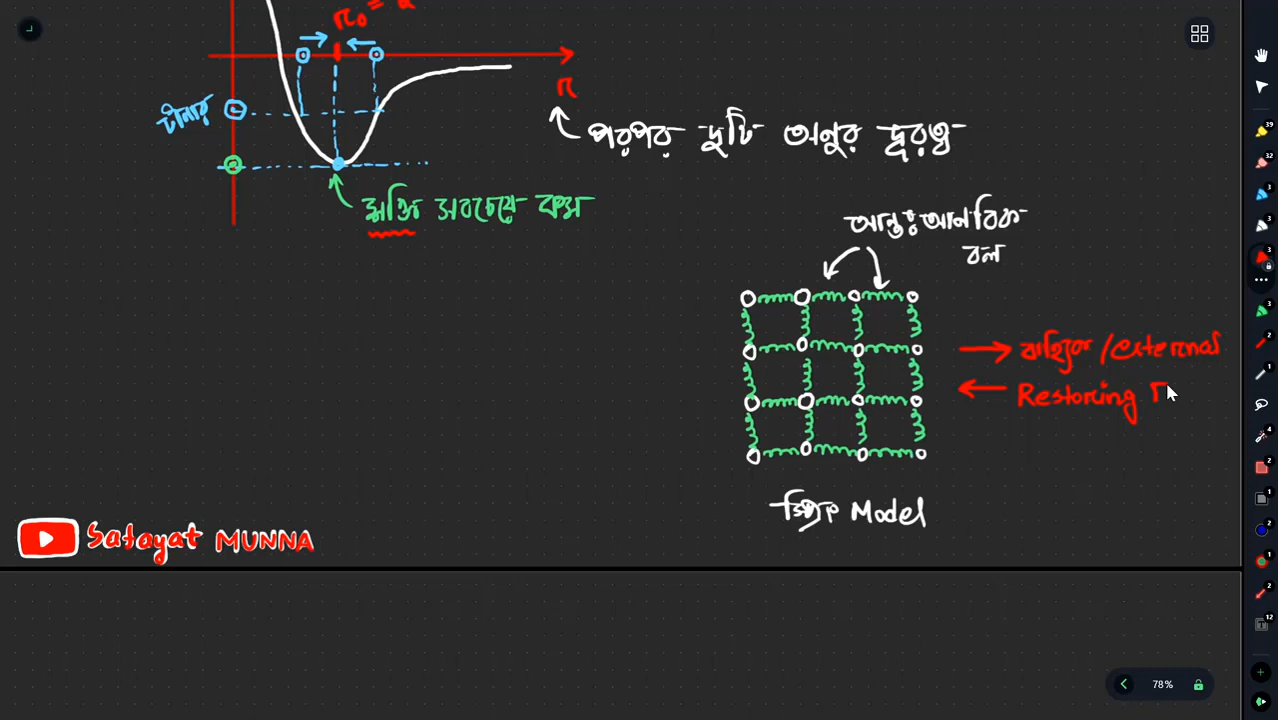 r₀ =
r
টানার
পরপর দুটি অনুর দুরত্ব
শক্তি সবচেয়ে কম
আন্তঃআনবিক
বল
বাহিরে /external
Restoring F
স্প্রিং Model
Satayat MUNNA
78%